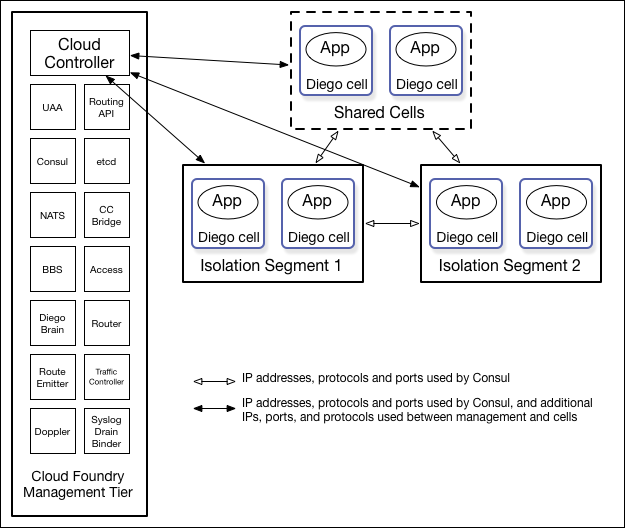 Cloud
Controller
UAA
Routing
API
Consul
etcd
NATS
CC
Bridge
BBS
Access
Diego
Brain
Router
Route
Emitter
Traffic
Controller
Doppler
Syslog
Drain
Binder
Cloud Foundry
Management Tier
App
Diego cell
App
Diego cell
Shared Cells
App
Diego cell
App
Diego cell
Isolation Segment 1
App
Diego cell
App
Diego cell
Isolation Segment 2
IP addresses, protocols and ports used by Consul
IP addresses, protocols and ports used by Consul, and additional
IPs, ports, and protocols used between management and cells